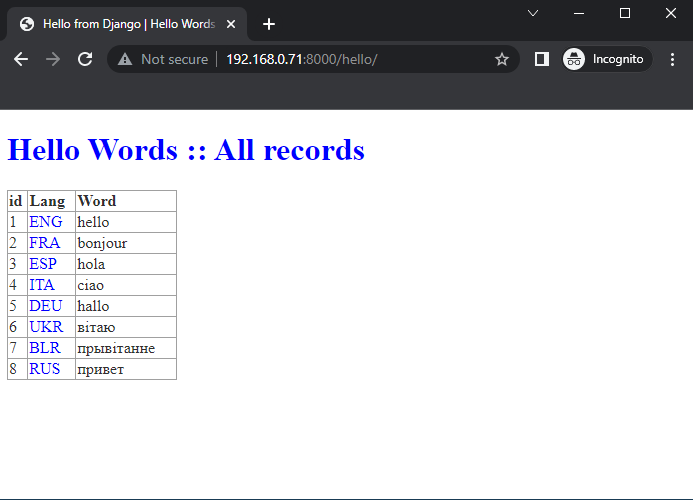 Hello from Django | Hello Words
Not secure 192.168.0.71:8000/hello/ Incognito
Hello Words :: All records
id Lang Word
1 ENG hello
2 FRA bonjour
3 ESP hola
4 ITA ciao
5 DEU hallo
6 UKR вітаю
7 BLR прывітанне
8 RUS привет